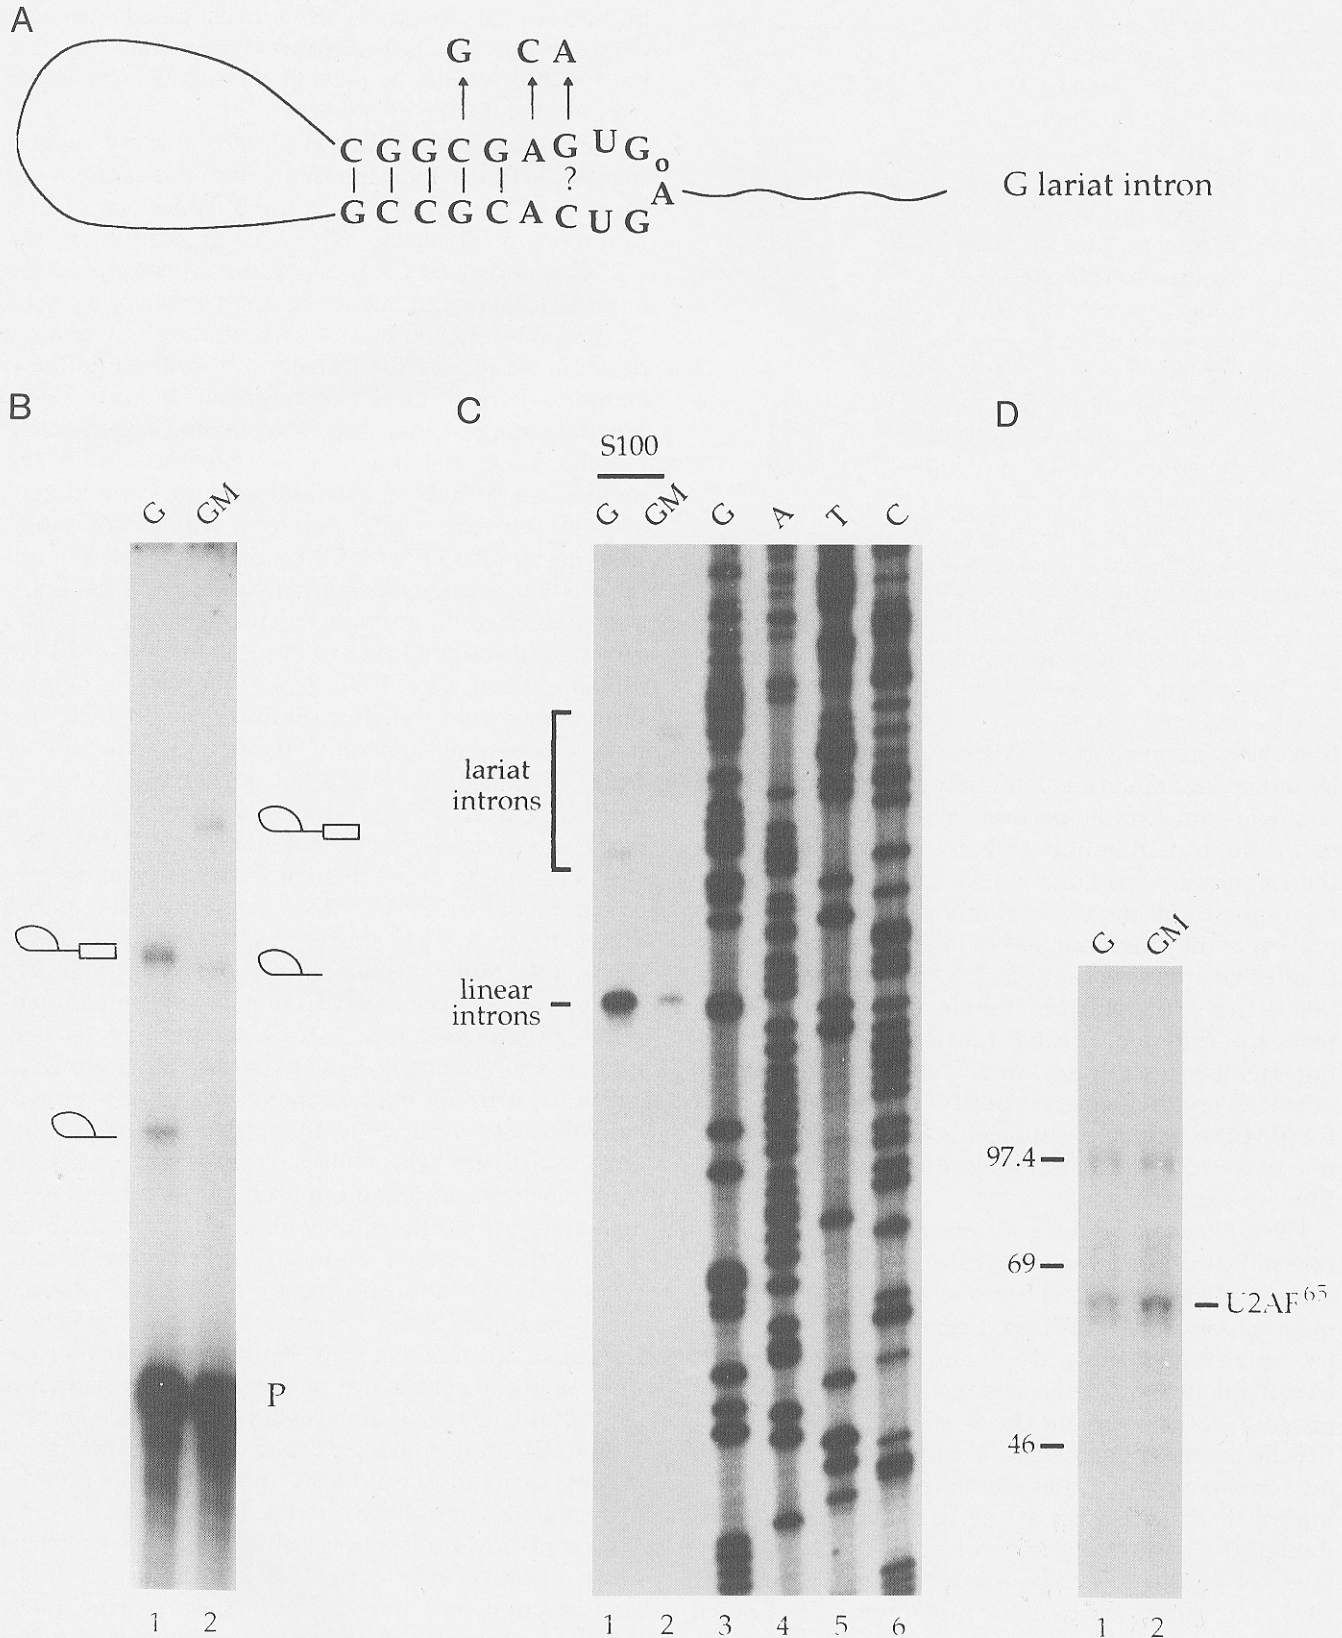 A
G C A
C G G C G A G U G o
?
A
G C C G C A C U G
G lariat intron
B
G GM
P
1 2
C
S100
G GM G A T C
lariat
introns
linear
introns
1 2 3 4 5 6
D
G GM
97.4
69
U2AF65
46
1 2